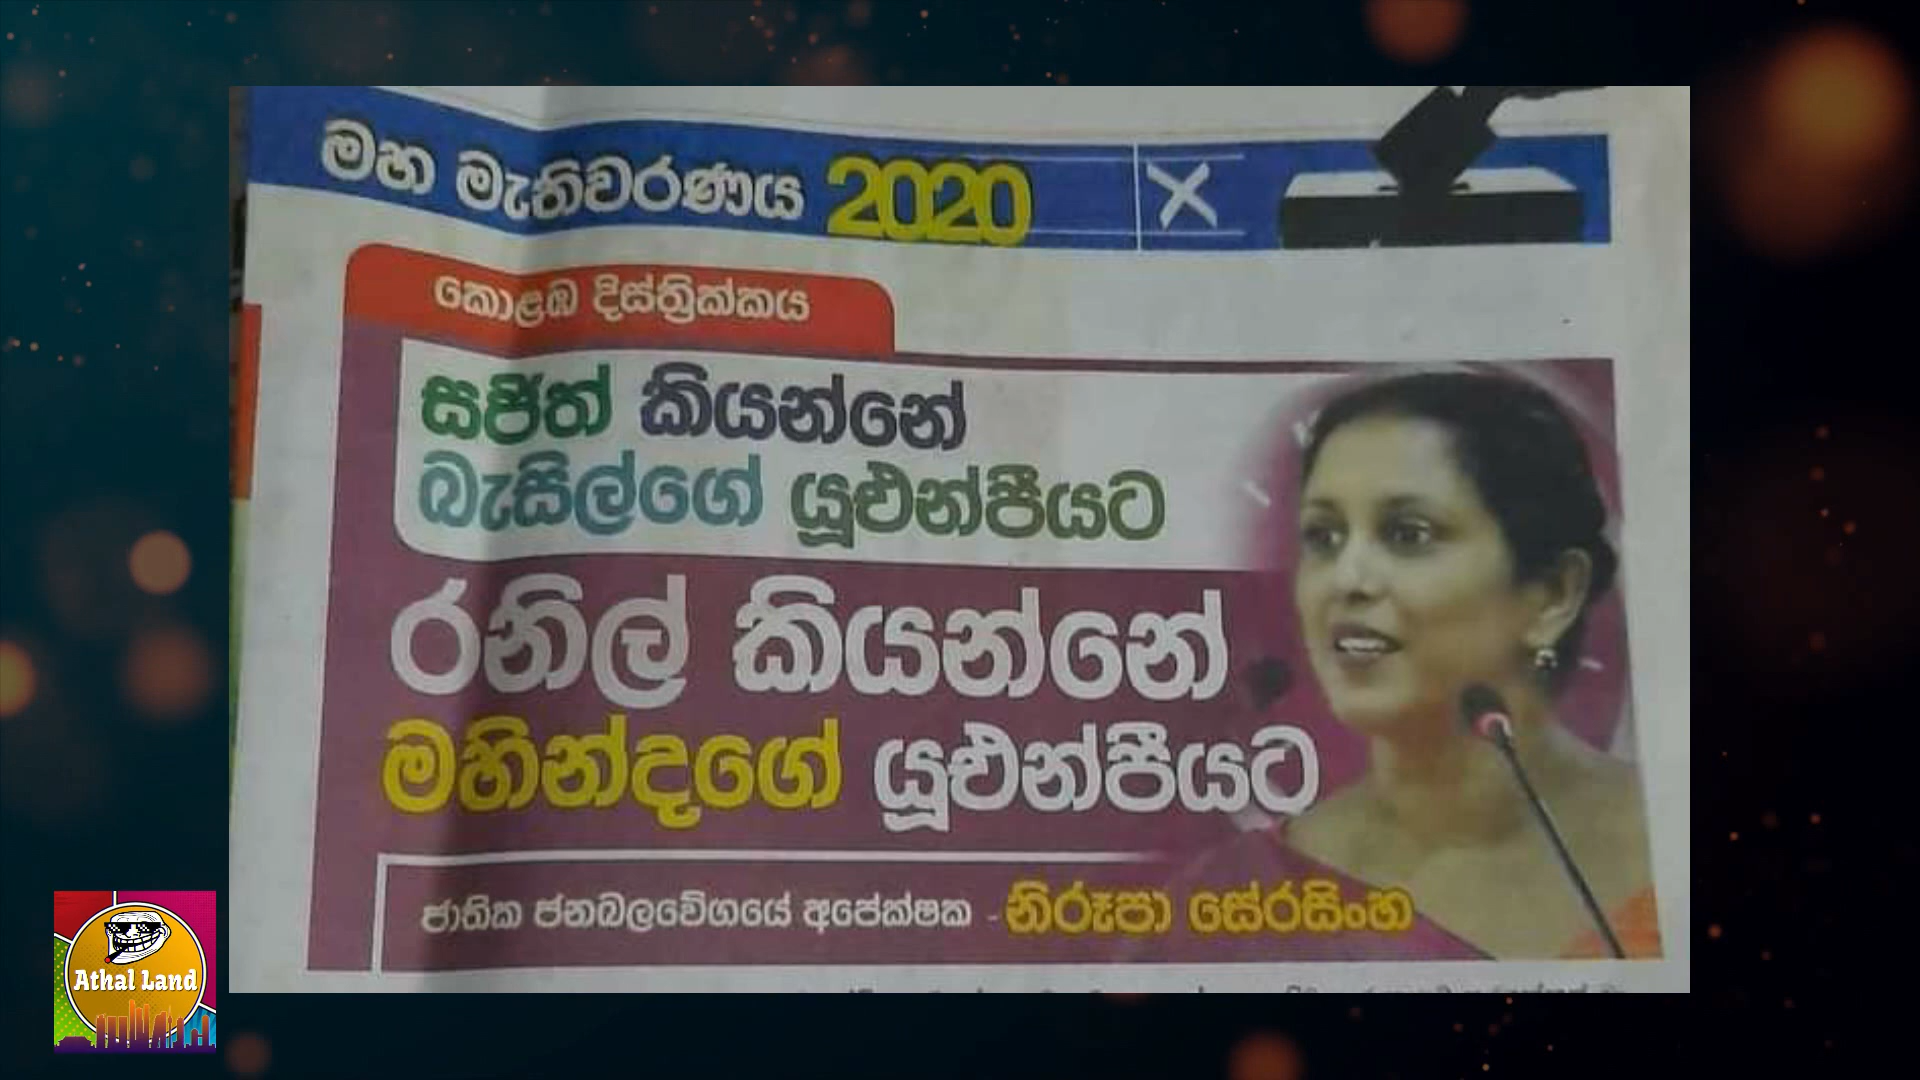 මහ මැතිවරණය 2020
කොළඹ දිස්ත්‍රික්කය
සජිත් කියන්නේ
බැසිල්ගේ යූඑන්පීයට
රනිල් කියන්නේ
මහින්දගේ යූඑන්පීයට
ජාතික ජනබලවේගයේ අපේක්ෂක - නිරූපා සේරසිංහ
Athal Land